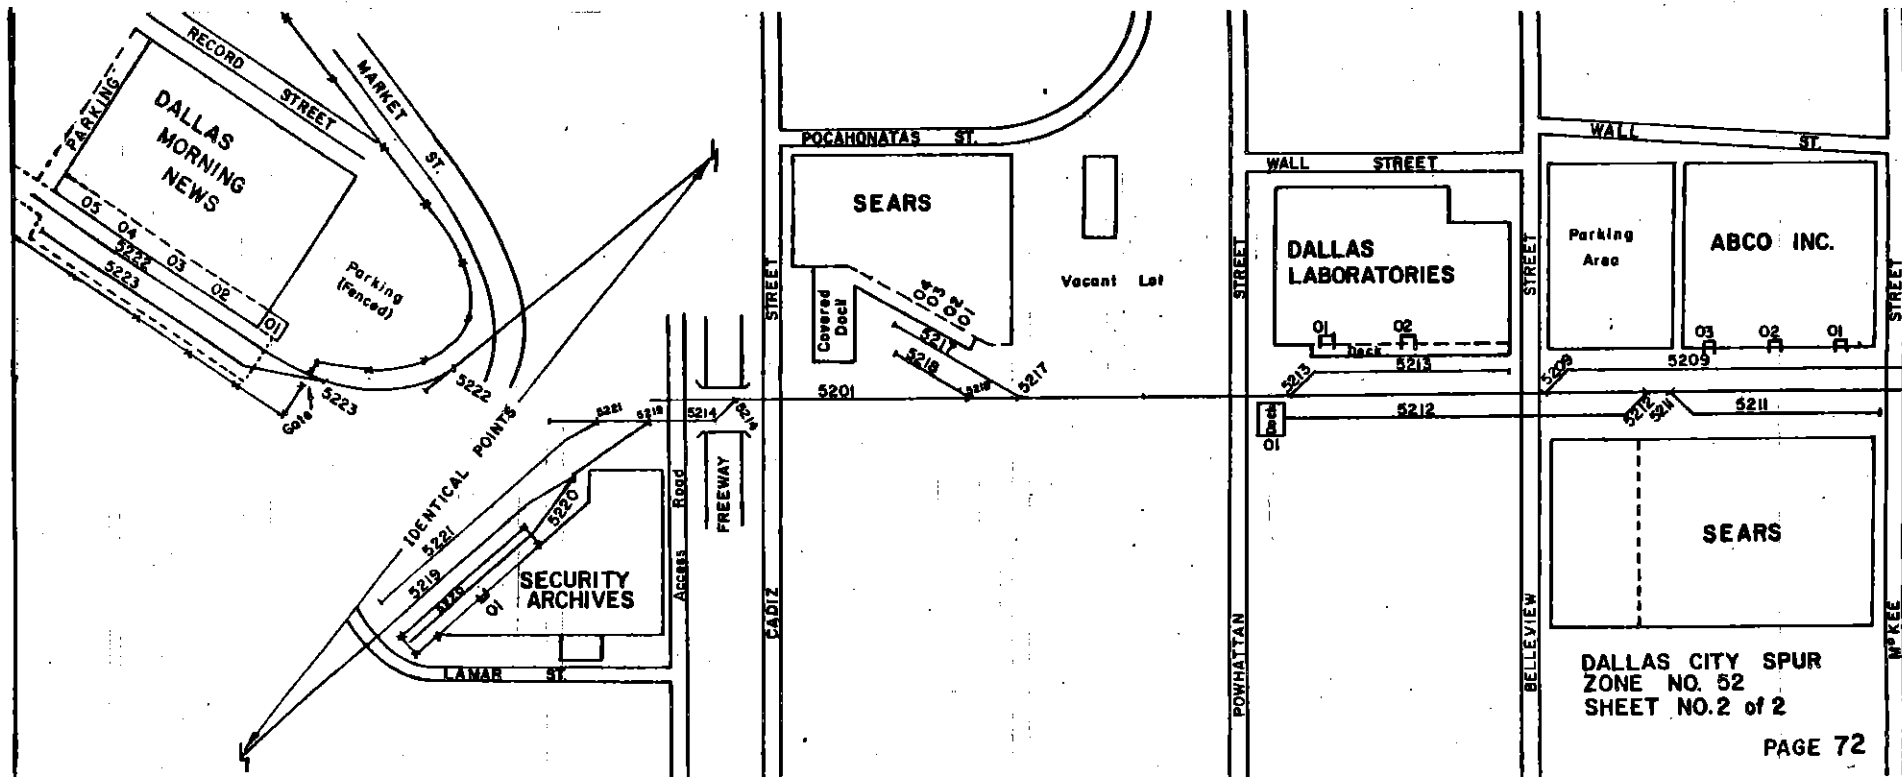 RECORD
STREET
MARKET
ST.
PARKING
DALLAS
MORNING
NEWS
05
04
03
02
01
5222
5223
Parking
(Fenced)
5222
5223
Gate
IDENTICAL POINTS
POCAHONATAS ST.
SEARS
Covered
Dock
04
03
02
01
5217
5218
5218
5217
Vacant Lot
STREET
CADIZ
5201
5221
5219
5214
5214
FREEWAY
Access Road
5221
5219
5220
5220
01
SECURITY
ARCHIVES
LAMAR ST.
WALL STREET
STREET
POWHATTAN
DALLAS
LABORATORIES
01
02
Dock
5213
5213
5212
Dock
01
STREET
BELLEVIEW
WALL ST.
Parking
Area
ABCO INC.
03
02
01
5209
5209
5212
5211
5211
STREET
McKEE
SEARS
DALLAS CITY SPUR
ZONE NO. 52
SHEET NO. 2 of 2
PAGE 72